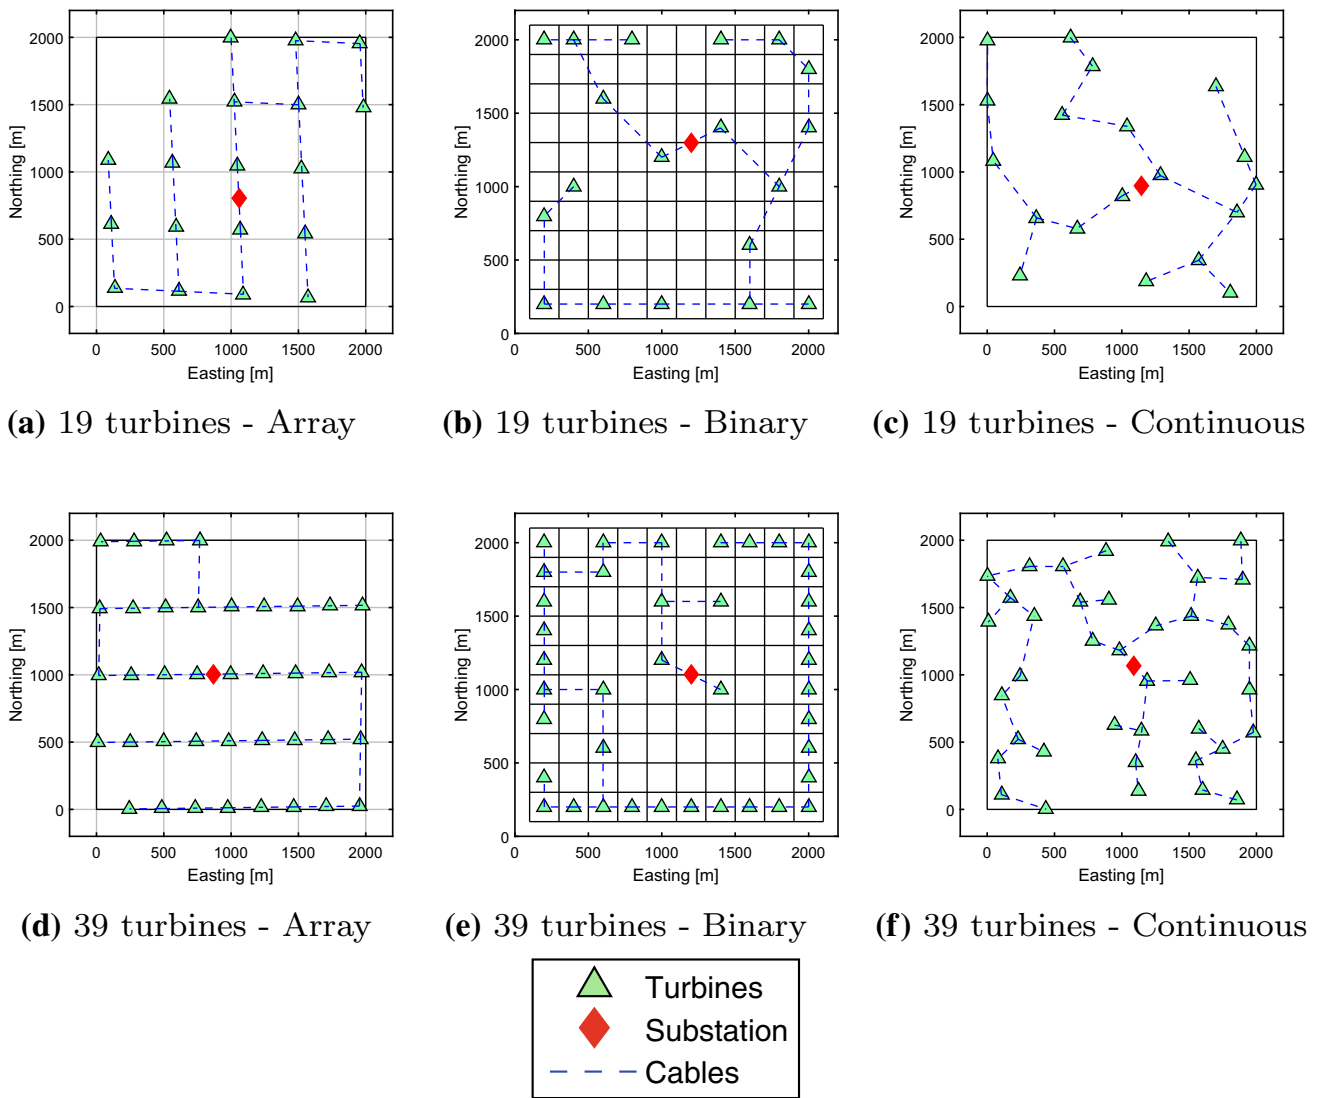 2000
1500
1000
500
0
Northing [m]
0 500 1000 1500 2000
Easting [m]
(a) 19 turbines - Array
2000
1500
1000
500
0
Northing [m]
0 500 1000 1500 2000
Easting [m]
(b) 19 turbines - Binary
2000
1500
1000
500
0
Northing [m]
0 500 1000 1500 2000
Easting [m]
(c) 19 turbines - Continuous
2000
1500
1000
500
0
Northing [m]
0 500 1000 1500 2000
Easting [m]
(d) 39 turbines - Array
2000
1500
1000
500
0
Northing [m]
0 500 1000 1500 2000
Easting [m]
(e) 39 turbines - Binary
2000
1500
1000
500
0
Northing [m]
0 500 1000 1500 2000
Easting [m]
(f) 39 turbines - Continuous
Turbines
Substation
Cables